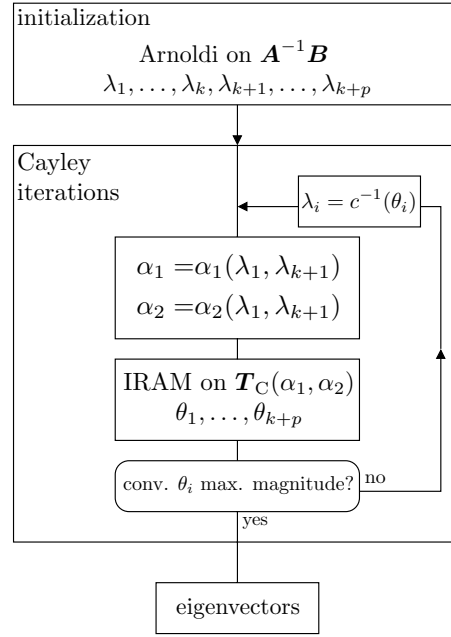 initialization
Arnoldi on A⁻¹B
λ₁, . . . , λₖ, λₖ₊₁, . . . , λₖ₊ₚ
Cayley
iterations
λᵢ = c⁻¹(θᵢ)
α₁ =α₁(λ₁, λₖ₊₁)
α₂ =α₂(λ₁, λₖ₊₁)
IRAM on T_C(α₁, α₂)
θ₁, . . . , θₖ₊ₚ
conv. θᵢ max. magnitude?
no
yes
eigenvectors